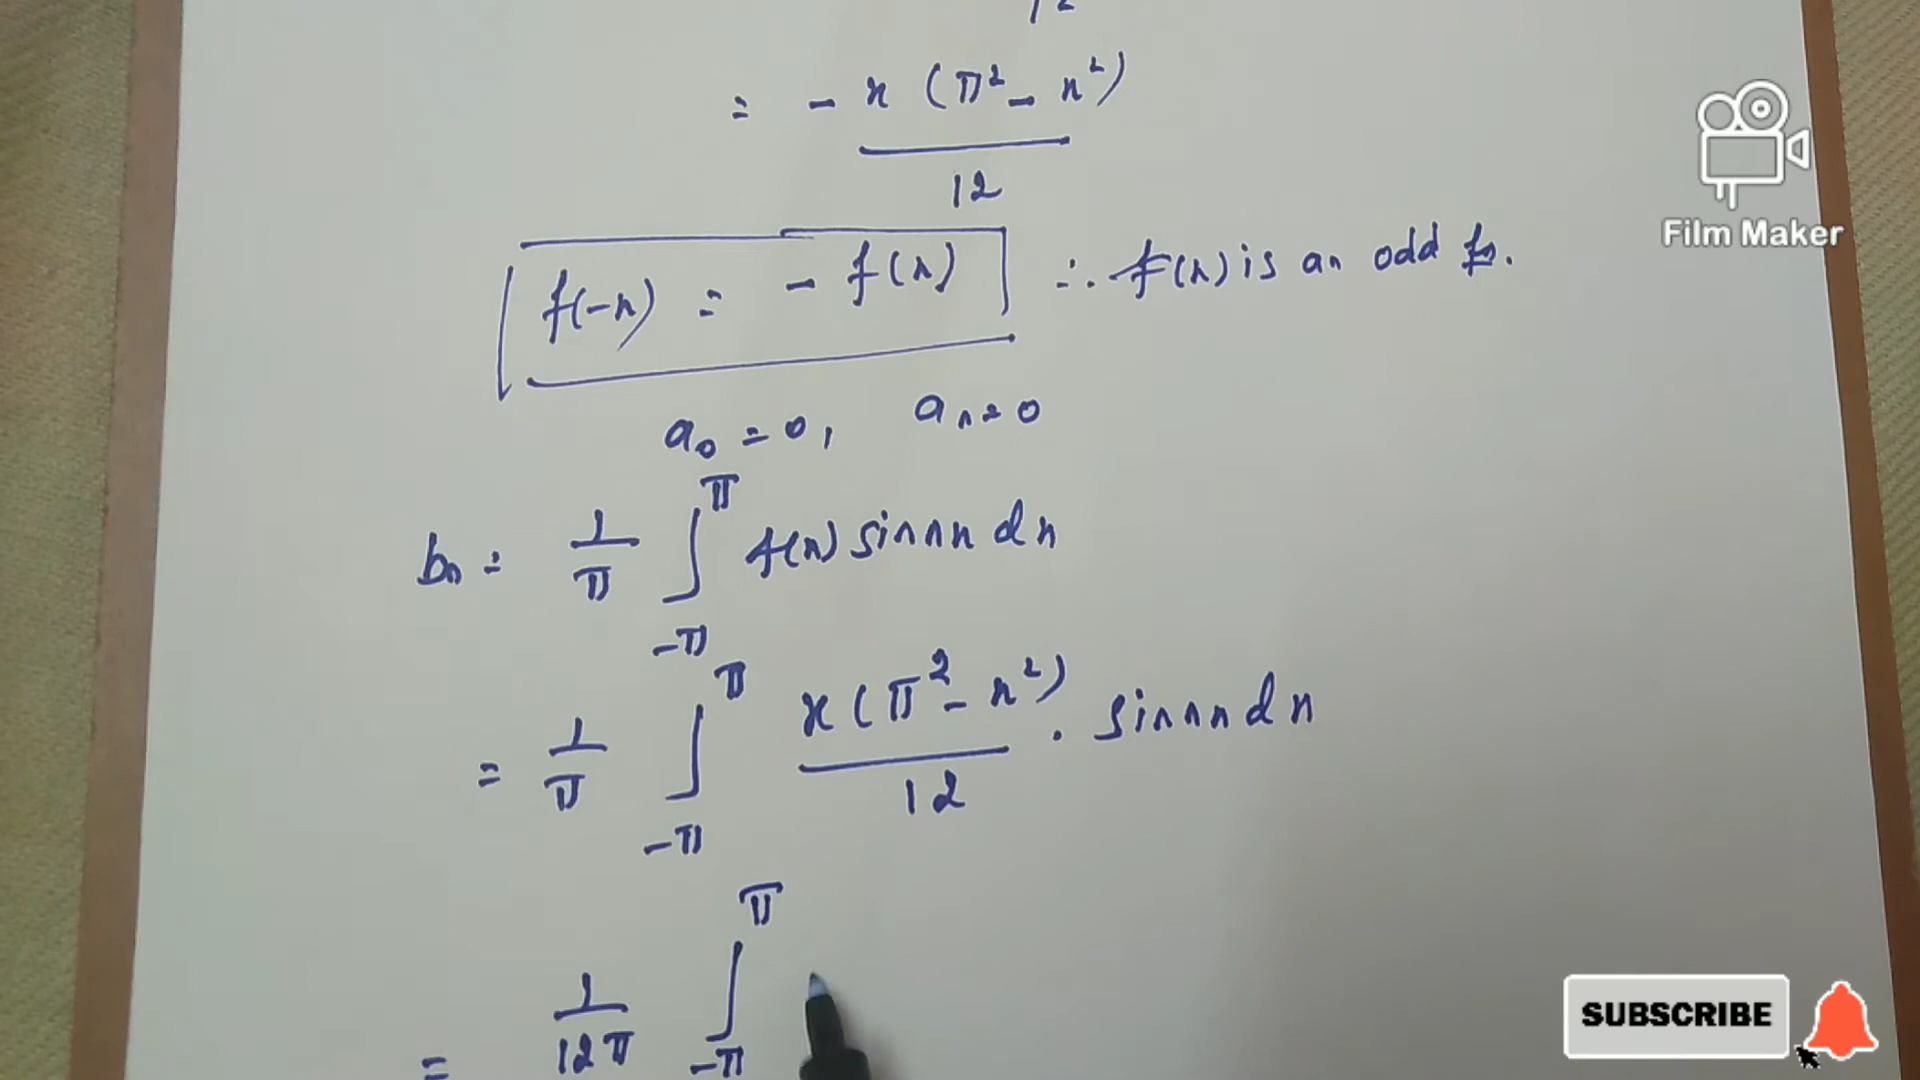 12
= - x (π² - x²)
12
f(-x) = - f(x) ∴ f(x) is an odd fn.
a₀ = 0, aₙ = 0
bₙ = 1/π ∫_{-π}^{π} f(x) sin nx dx
= 1/π ∫_{-π}^{π} x(π² - x²)/12 . sin nx dx
= 1/12π ∫_{-π}^{π}
Film Maker
SUBSCRIBE